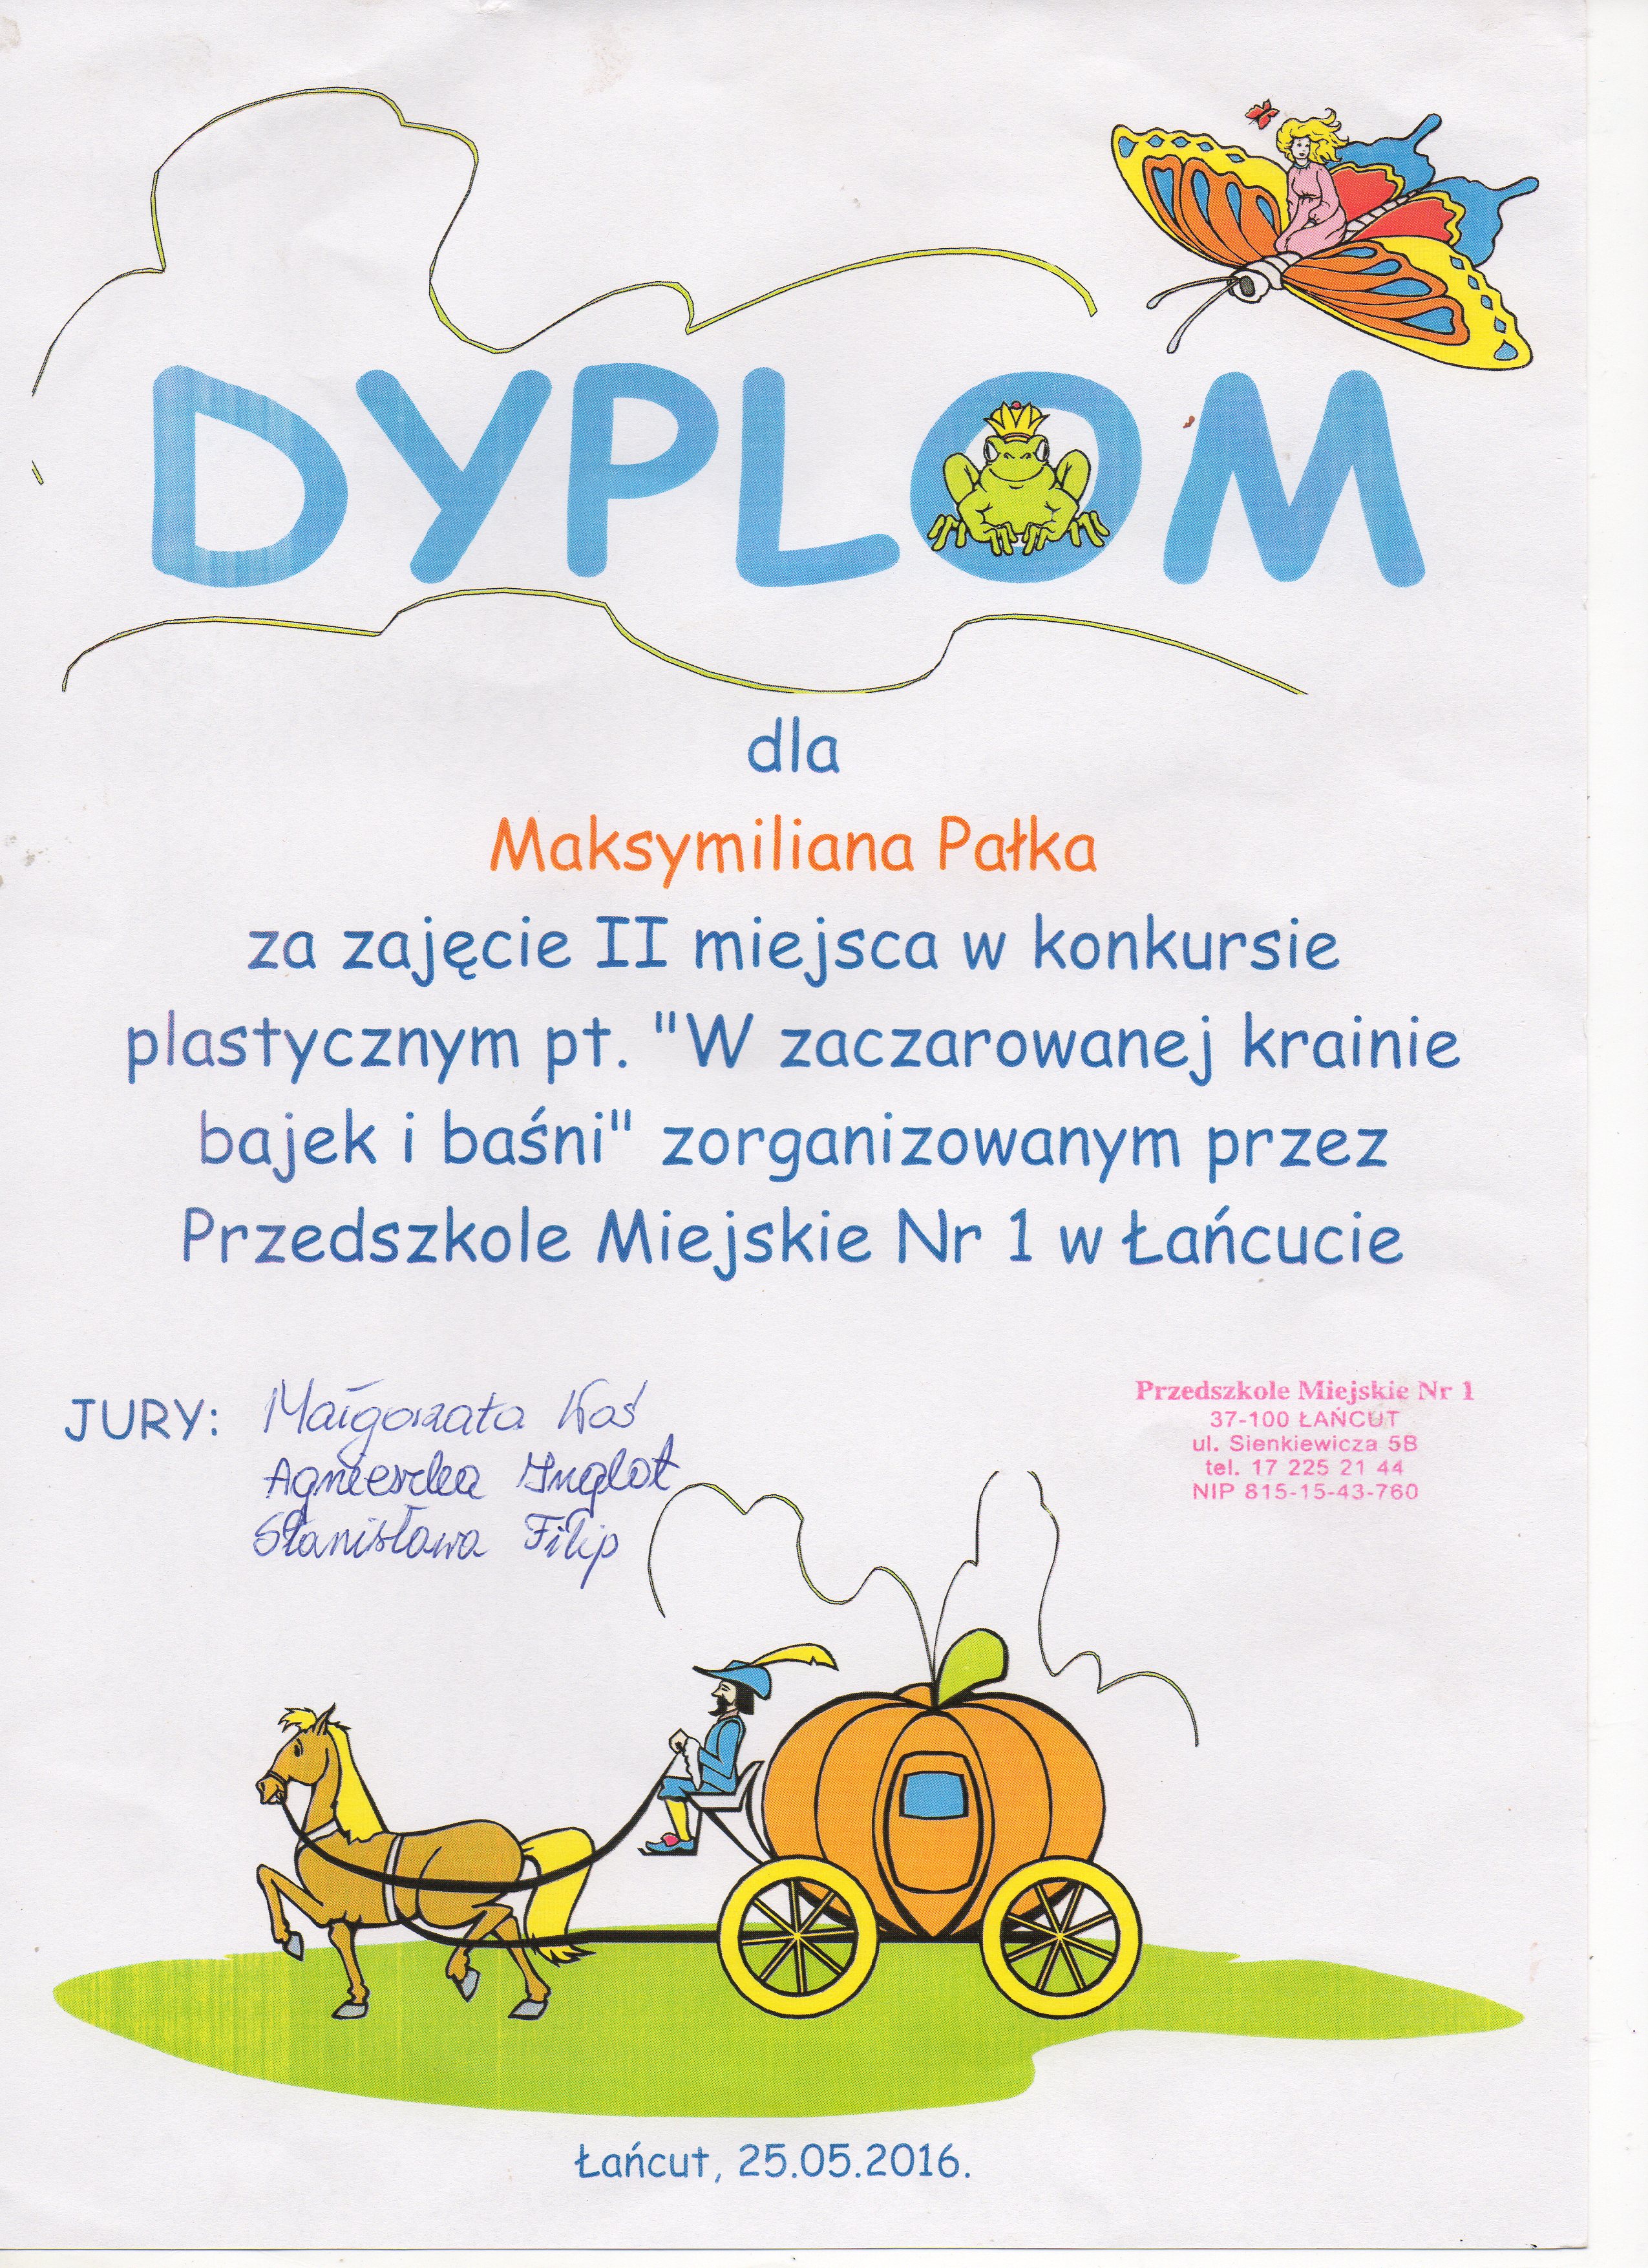 DYPLOM
dla
Maksymiliana Pałka
za zajęcie II miejsca w konkursie
plastycznym pt. "W zaczarowanej krainie
bajek i baśni" zorganizowanym przez
Przedszkole Miejskie Nr 1 w Łańcucie
JURY: Małgorzata Koś
Agnieszka Inglot
Stanisława Filip
Przedszkole Miejskie Nr 1
37-100 ŁAŃCUT
ul. Sienkiewicza 5B
tel. 17 225 21 44
NIP 815-15-43-760
Łańcut, 25.05.2016.